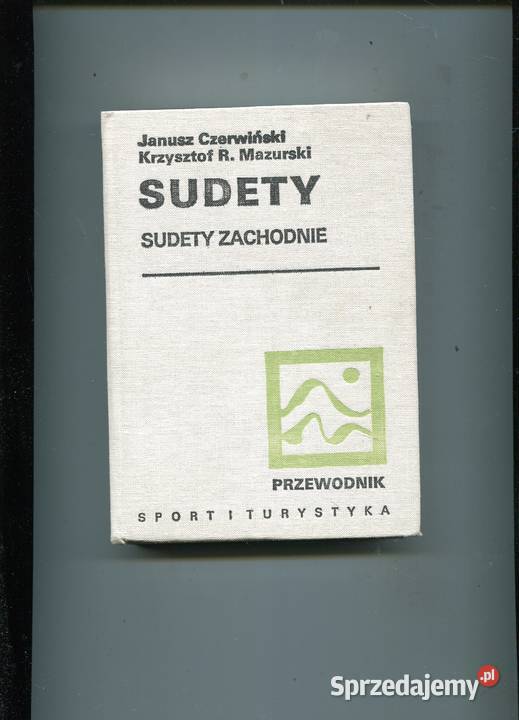 Janusz Czerwiński
Krzysztof R. Mazurski
SUDETY
SUDETY ZACHODNIE
PRZEWODNIK
SPORT I TURYSTYKA
Sprzedajemy.pl